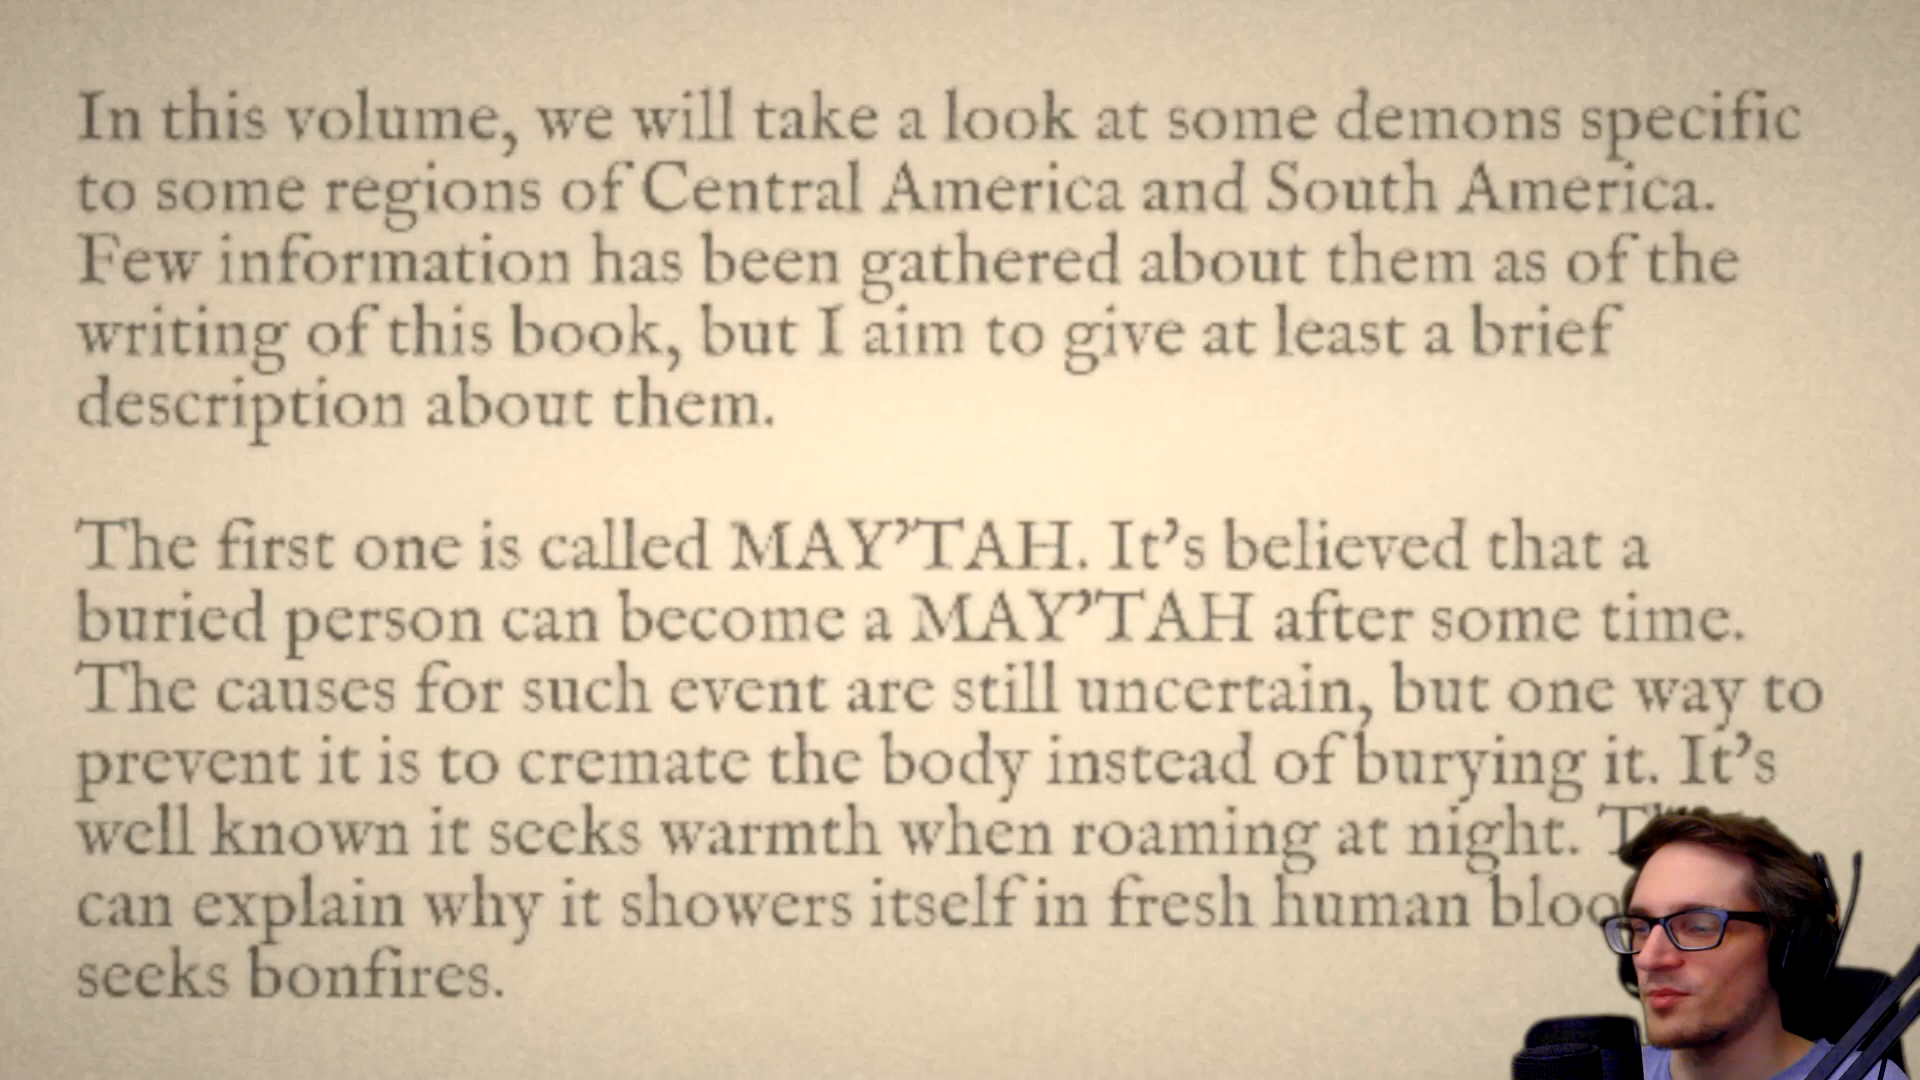 In this volume, we will take a look at some demons specific
to some regions of Central America and South America.
Few information has been gathered about them as of the
writing of this book, but I aim to give at least a brief
description about them.
The first one is called MAY’TAH. It’s believed that a
buried person can become a MAY’TAH after some time.
The causes for such event are still uncertain, but one way to
prevent it is to cremate the body instead of burying it. It’s
well known it seeks warmth when roaming at night.
can explain why it showers itself in fresh human
seeks bonfires.